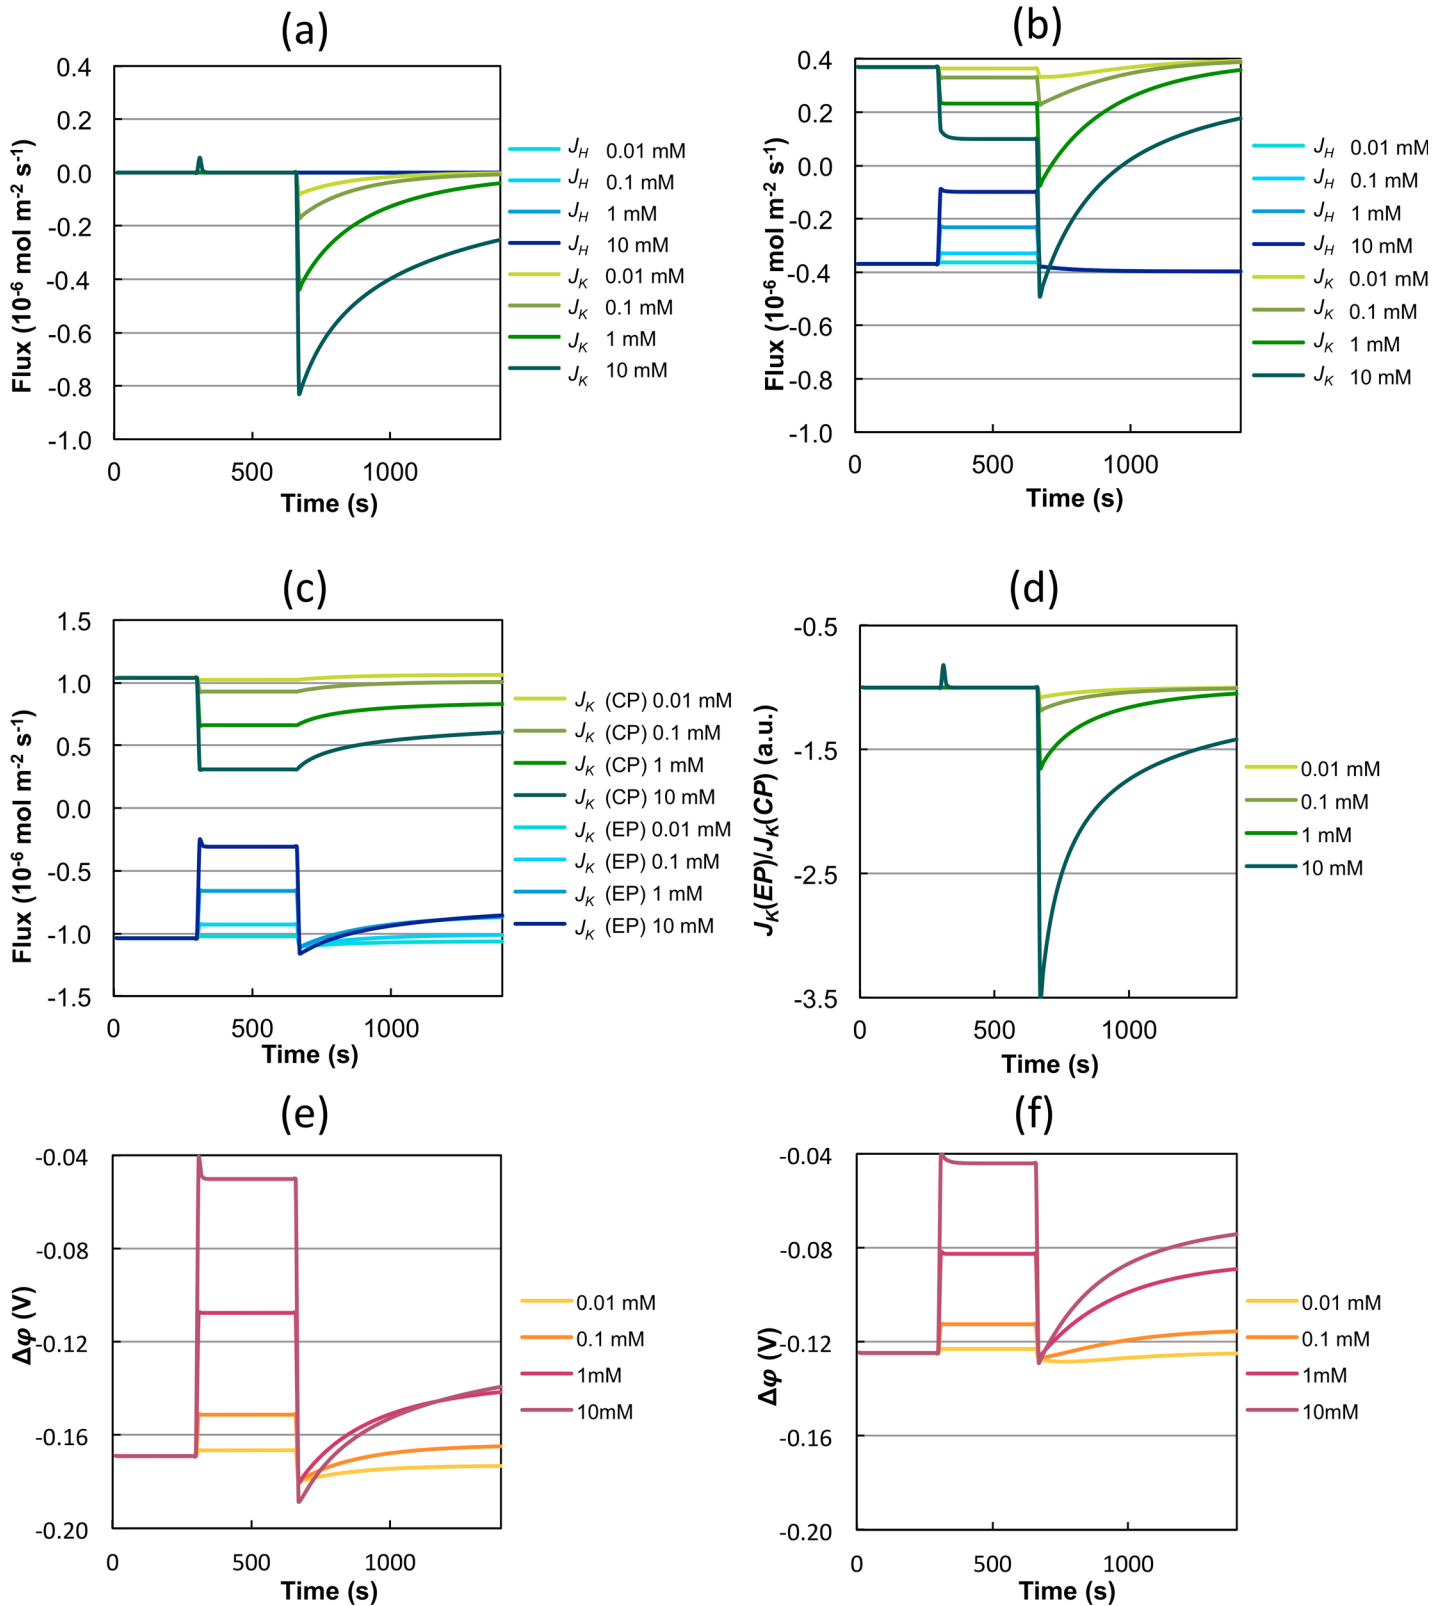 (a)
Flux (10⁻⁶ mol m⁻² s⁻¹)
0.4
0.2
0.0
-0.2
-0.4
-0.6
-0.8
-1.0
0
500
1000
Time (s)
J_H 0.01 mM
J_H 0.1 mM
J_H 1 mM
J_H 10 mM
J_K 0.01 mM
J_K 0.1 mM
J_K 1 mM
J_K 10 mM
(b)
Flux (10⁻⁶ mol m⁻² s⁻¹)
0.4
0.2
0.0
-0.2
-0.4
-0.6
-0.8
-1.0
0
500
1000
Time (s)
J_H 0.01 mM
J_H 0.1 mM
J_H 1 mM
J_H 10 mM
J_K 0.01 mM
J_K 0.1 mM
J_K 1 mM
J_K 10 mM
(c)
Flux (10⁻⁶ mol m⁻² s⁻¹)
1.5
1.0
0.5
0.0
-0.5
-1.0
-1.5
0
500
1000
Time (s)
J_K (CP) 0.01 mM
J_K (CP) 0.1 mM
J_K (CP) 1 mM
J_K (CP) 10 mM
J_K (EP) 0.01 mM
J_K (EP) 0.1 mM
J_K (EP) 1 mM
J_K (EP) 10 mM
(d)
J_K(EP)/J_K(CP) (a.u.)
-0.5
-1.5
-2.5
-3.5
0
500
1000
Time (s)
0.01 mM
0.1 mM
1 mM
10 mM
(e)
Δφ (V)
-0.04
-0.08
-0.12
-0.16
-0.20
0
500
1000
Time (s)
0.01 mM
0.1 mM
1mM
10mM
(f)
Δφ (V)
-0.04
-0.08
-0.12
-0.16
-0.20
0
500
1000
Time (s)
0.01 mM
0.1 mM
1mM
10mM